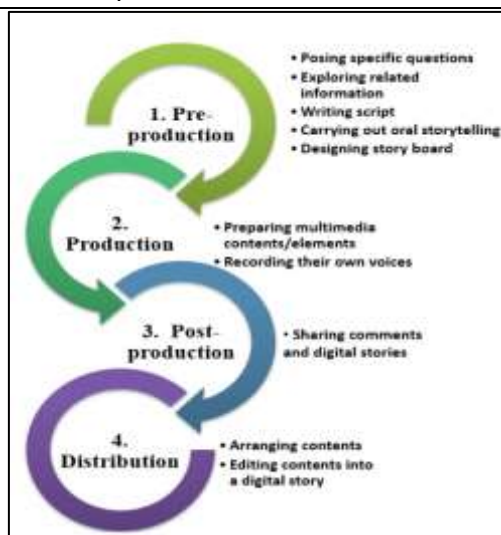 1. Pre-
production
• Posing specific questions
• Exploring related
information
• Writing script
• Carrying out oral storytelling
• Designing story board
2.
Production
• Preparing multimedia
contents/elements
• Recording their own voices
3. Post-
production
• Sharing comments
and digital stories
4.
Distribution
• Arranging contents
• Editing contents into
a digital story